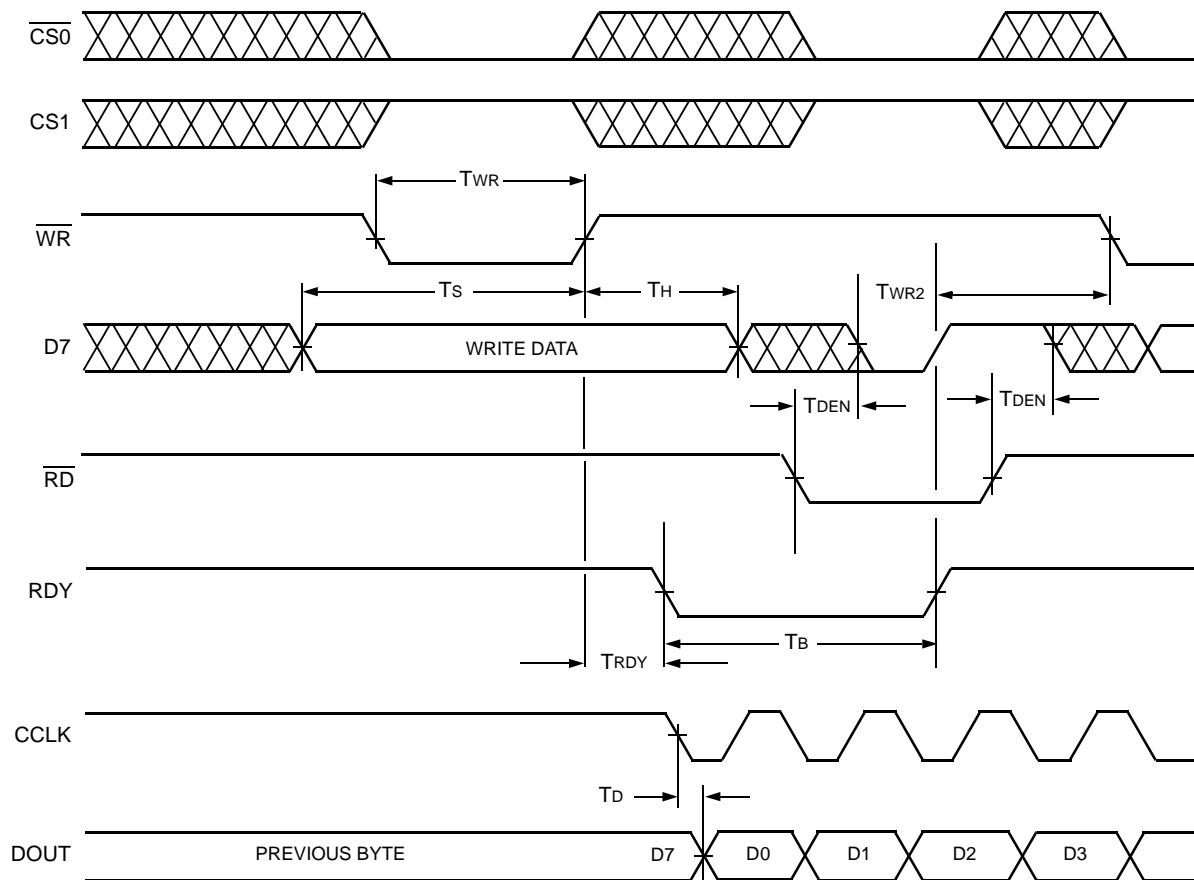 CS0
CS1
TWR
WR
TS TH TWR2
D7 WRITE DATA
TDEN TDEN
RD
RDY
TB
TRDY
CCLK
TD
DOUT PREVIOUS BYTE D7 D0 D1 D2 D3